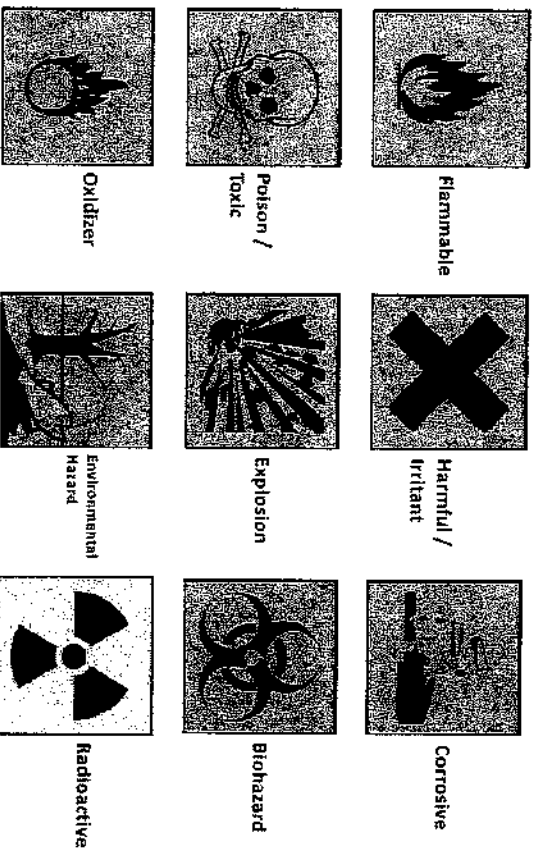 Flammable
Harmful /
Irritant
Corrosive
Poison /
Toxic
Explosion
Biohazard
Oxidizer
Environmental
Hazard
Radioactive